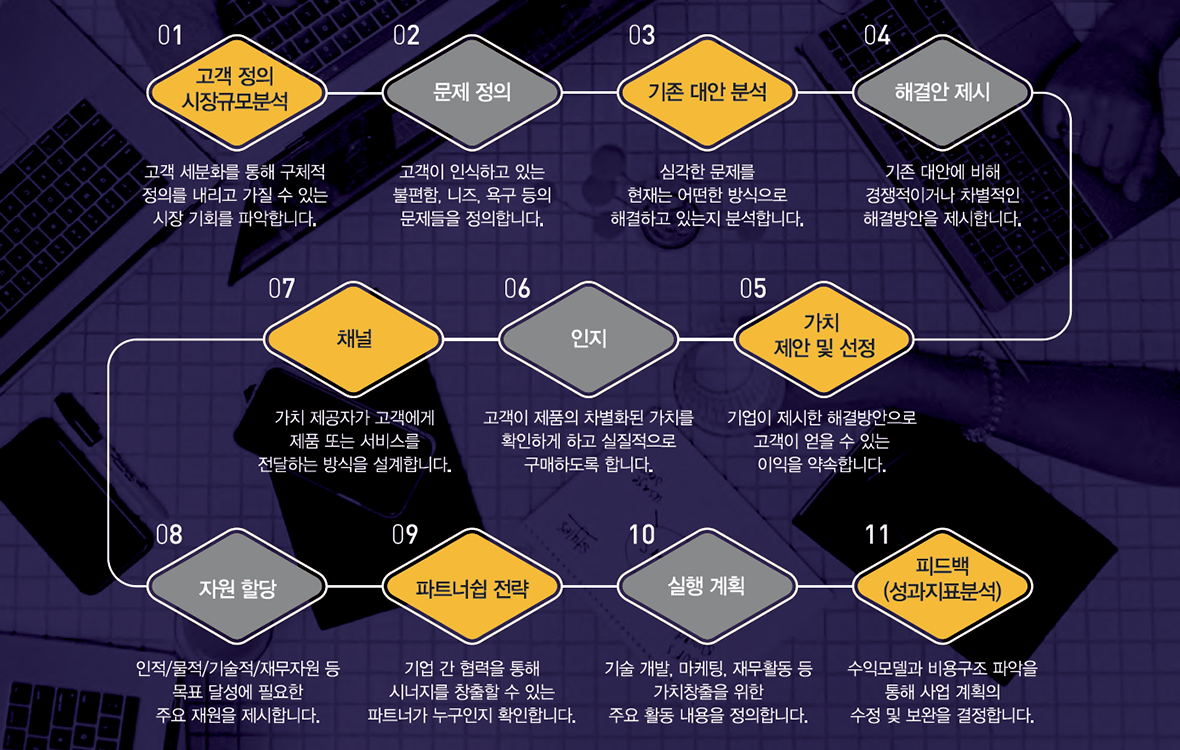 01
고객 정의
시장규모분석
고객 세분화를 통해 구체적
정의를 내리고 가질 수 있는
시장 기회를 파악합니다.
02
문제 정의
고객이 인식하고 있는
불편함, 니즈, 욕구 등의
문제들을 정의합니다.
03
기존 대안 분석
심각한 문제를
현재는 어떤한 방식으로
해결하고 있는지 분석합니다.
04
해결안 제시
기존 대안에 비해
경쟁적이거나 차별적인
해결방안을 제시합니다.
05
가치
제안 및 선정
기업이 제시한 해결방안으로
고객이 얻을 수 있는
이익을 약속합니다.
06
인지
고객이 제품의 차별화된 가치를
확인하게 하고 실질적으로
구매하도록 합니다.
07
채널
가치 제공자가 고객에게
제품 또는 서비스를
전달하는 방식을 설계합니다.
08
자원 할당
인적/물적/기술적/재무자원 등
목표 달성에 필요한
주요 재원을 제시합니다.
09
파트너쉽 전략
기업 간 협력을 통해
시너지를 창출할 수 있는
파트너가 누구인지 확인합니다.
10
실행 계획
기술 개발, 마케팅, 재무활동 등
가치창출을 위한
주요 활동 내용을 정의합니다.
11
피드백
(성과지표분석)
수익모델과 비용구조 파악을
통해 사업 계획의
수정 및 보완을 결정합니다.